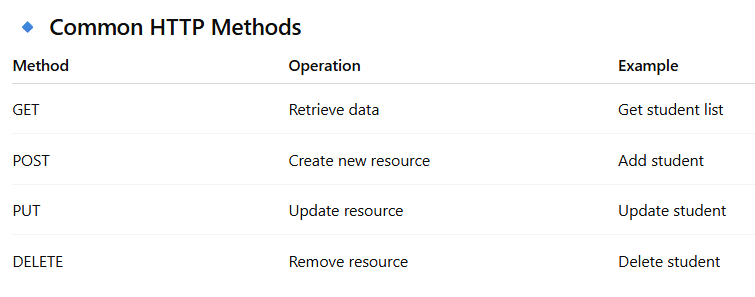 Common HTTP Methods
Method Operation Example
GET Retrieve data Get student list
POST Create new resource Add student
PUT Update resource Update student
DELETE Remove resource Delete student